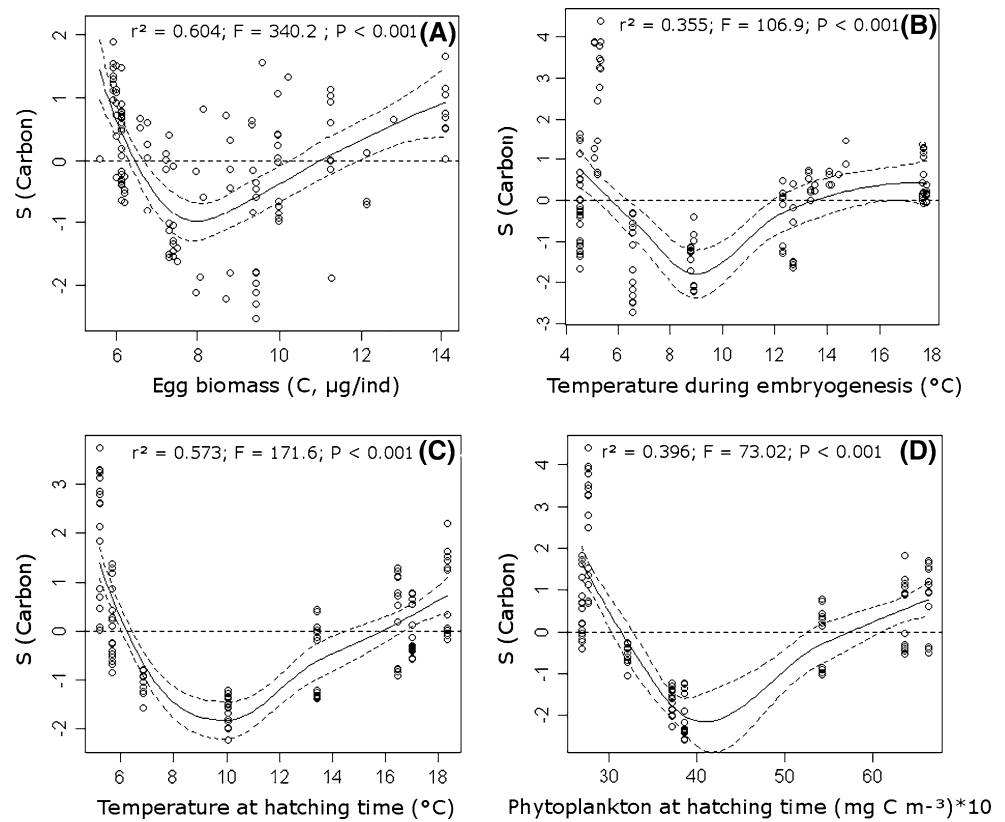 r² = 0.604; F = 340.2 ; P < 0.001 (A)
S (Carbon)
2
1
0
-1
-2
6 8 10 12 14
Egg biomass (C, µg/ind)
r² = 0.355; F = 106.9; P < 0.001 (B)
S (Carbon)
4
3
2
1
0
-1
-2
-3
4 6 8 10 12 14 16 18
Temperature during embryogenesis (°C)
r² = 0.573; F = 171.6; P < 0.001 (C)
S (Carbon)
3
2
1
0
-1
-2
6 8 10 12 14 16 18
Temperature at hatching time (°C)
r² = 0.396; F = 73.02; P < 0.001 (D)
S (Carbon)
4
3
2
1
0
-1
-2
30 40 50 60
Phytoplankton at hatching time (mg C m-³)*10